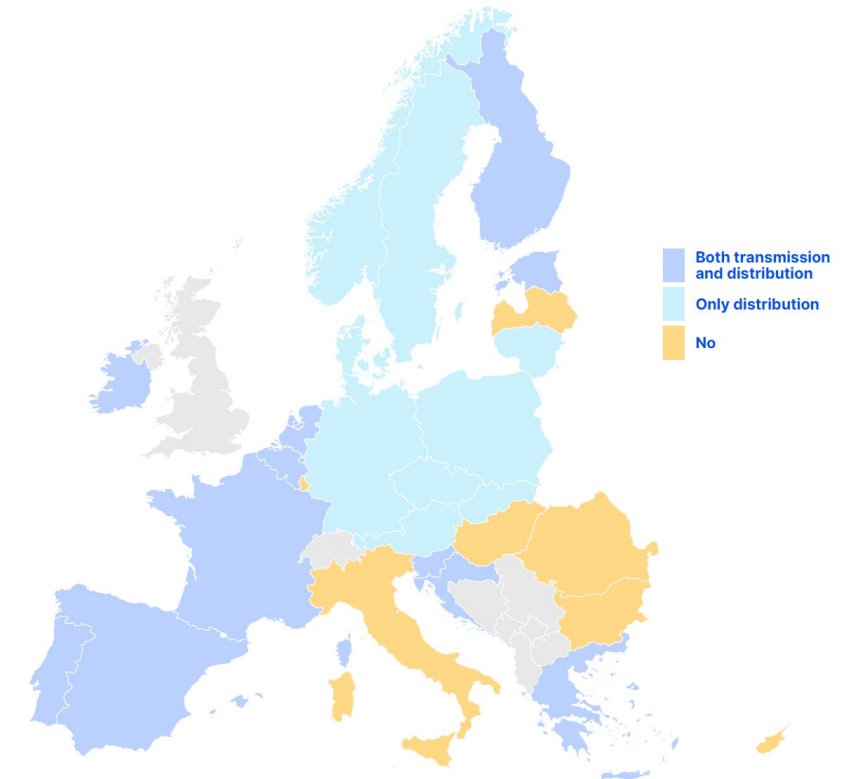 Both transmission
and distribution
Only distribution
No